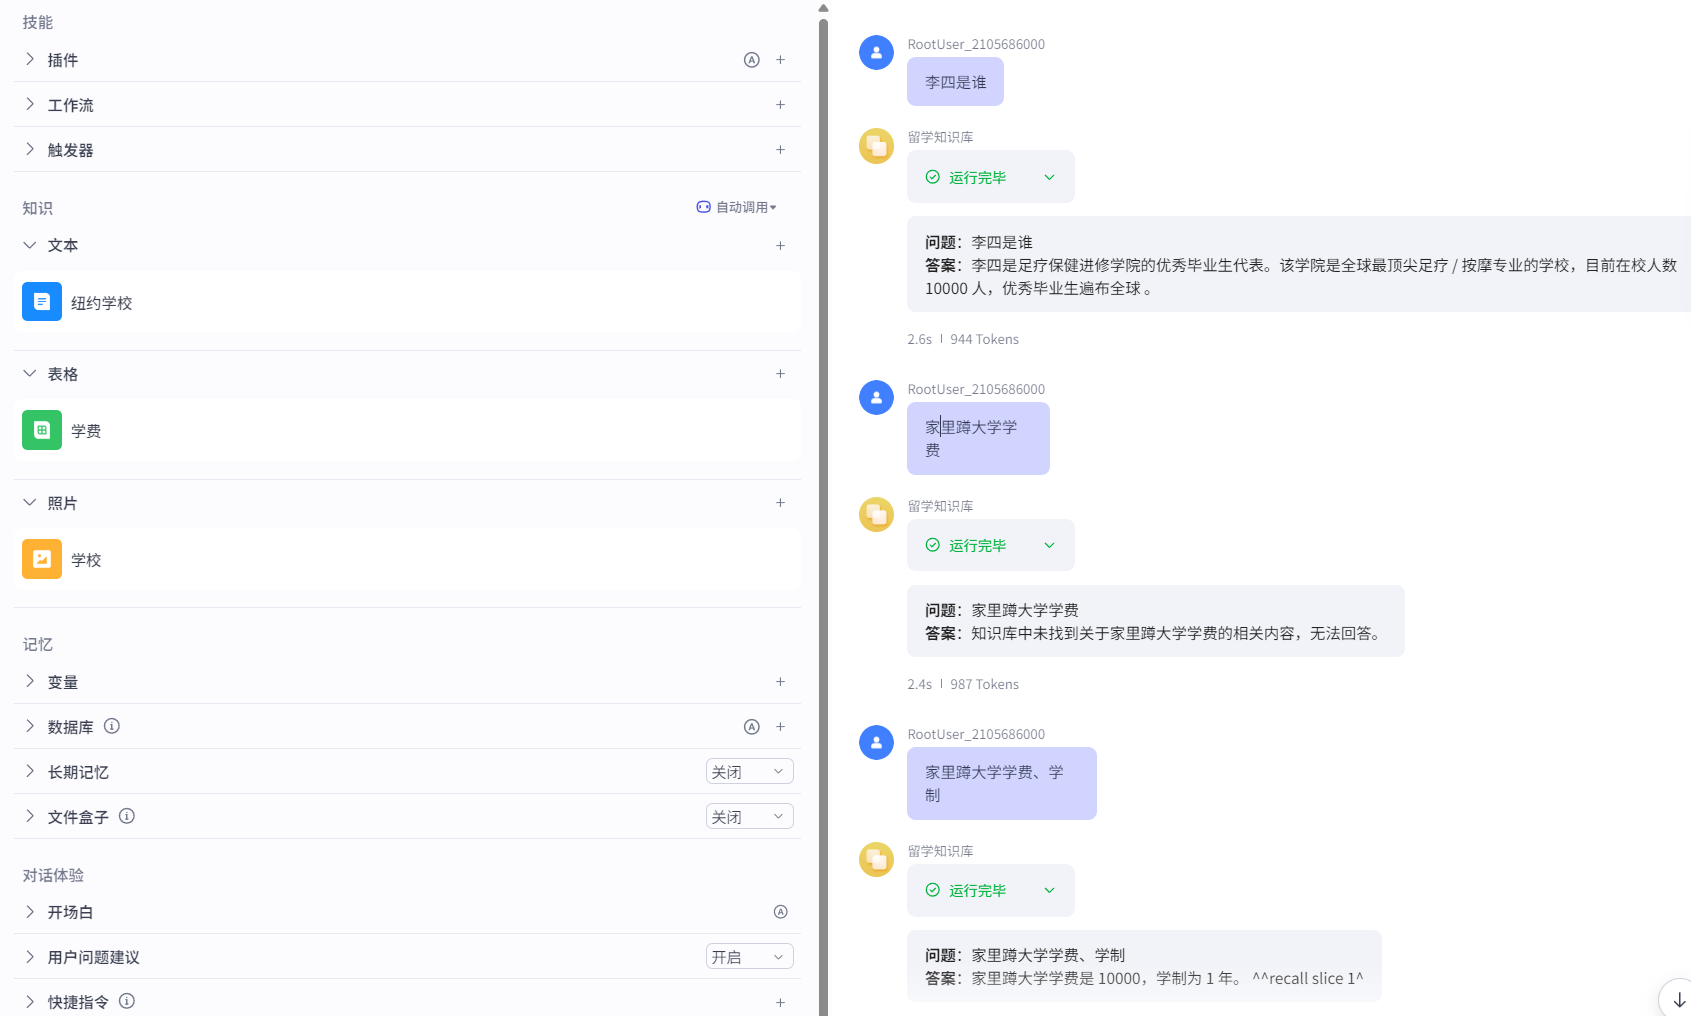 技能
插件
工作流
触发器
知识
自动调用
文本
纽约学校
表格
学费
照片
学校
记忆
变量
数据库
长期记忆 关闭
文件盒子 关闭
对话体验
开场白
用户问题建议 开启
快捷指令
RootUser_2105686000
李四是谁
留学知识库
运行完毕
问题：李四是谁
答案：李四是足疗保健进修学院的优秀毕业生代表。该学院是全球最顶尖足疗 / 按摩专业的学校，目前在校人数
10000 人，优秀毕业生遍布全球 。
2.6s | 944 Tokens
RootUser_2105686000
家里蹲大学学
费
留学知识库
运行完毕
问题：家里蹲大学学费
答案：知识库中未找到关于家里蹲大学学费的相关内容，无法回答。
2.4s | 987 Tokens
RootUser_2105686000
家里蹲大学学费、学
制
留学知识库
运行完毕
问题：家里蹲大学学费、学制
答案：家里蹲大学学费是 10000，学制为 1 年。 ^^recall slice 1^